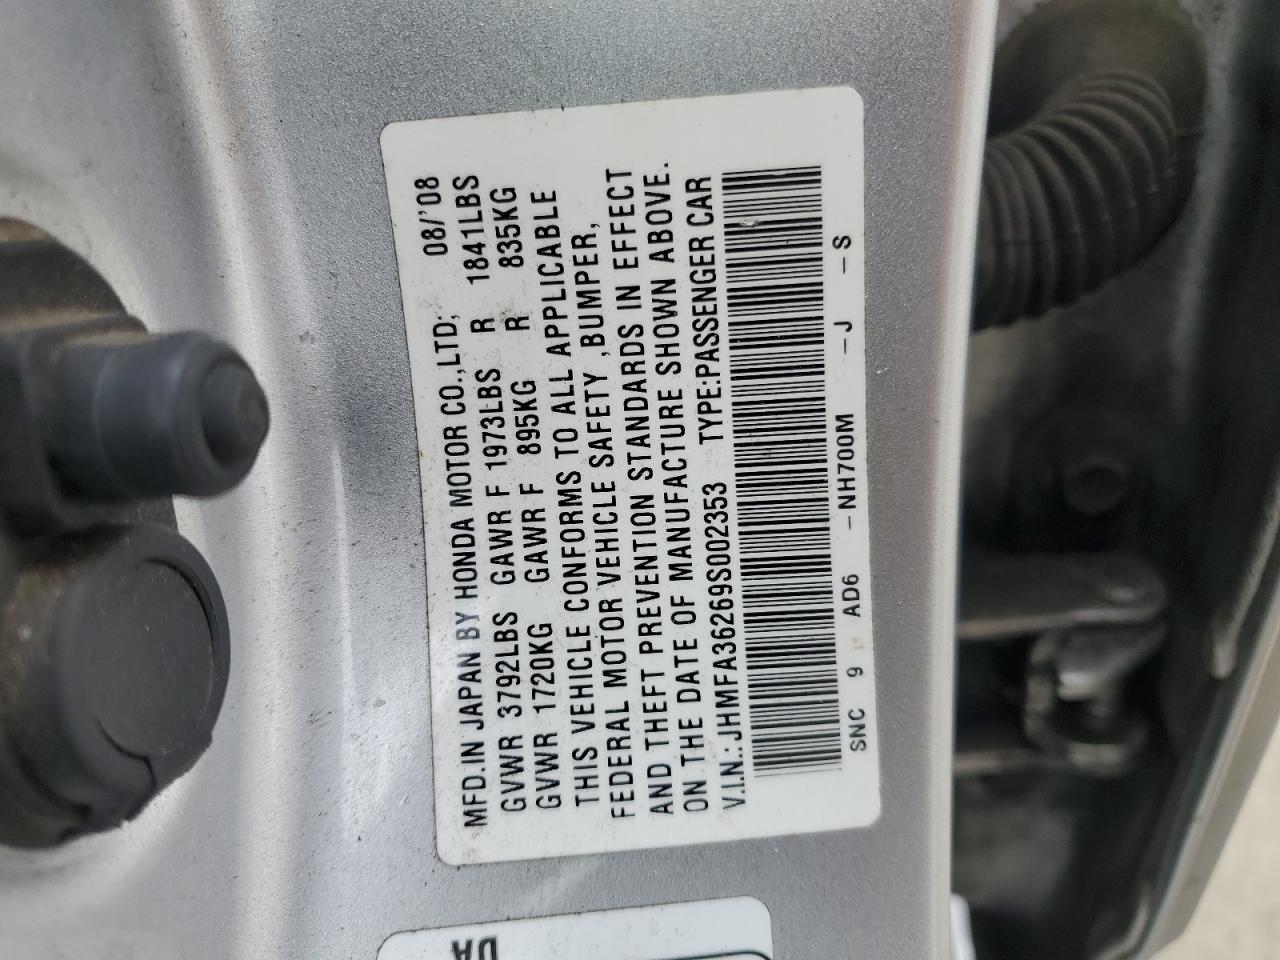 MFD. IN JAPAN BY HONDA MOTOR CO., LTD. 08/'08
GVWR 3792LBS GAWR F 1973LBS R 1841LBS
GVWR 1720KG GAWR F 895KG R 835KG
THIS VEHICLE CONFORMS TO ALL APPLICABLE
FEDERAL MOTOR VEHICLE SAFETY ,BUMPER,
AND THEFT PREVENTION STANDARDS IN EFFECT
ON THE DATE OF MANUFACTURE SHOWN ABOVE.
V.I.N.: JHMFA36269S002353 TYPE:PASSENGER CAR
SNC 9 AD6 -NH700M -J -S